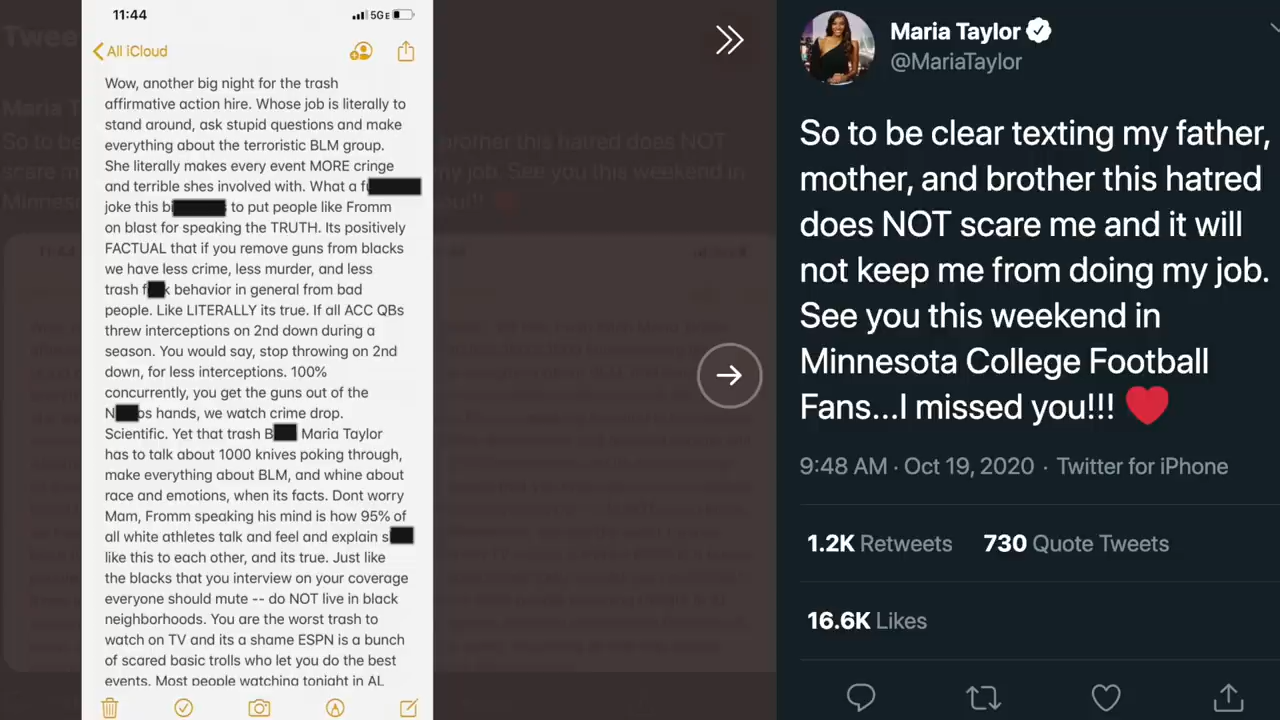 11:44
5GE
All iCloud
Wow, another big night for the trash
affirmative action hire. Whose job is literally to
stand around, ask stupid questions and make
everything about the terroristic BLM group.
She literally makes every event MORE cringe
and terrible shes involved with. What a f
joke this bi to put people like Fromm
on blast for speaking the TRUTH. Its positively
FACTUAL that if you remove guns from blacks
we have less crime, less murder, and less
trash f k behavior in general from bad
people. Like LITERALLY its true. If all ACC QBs
threw interceptions on 2nd down during a
season. You would say, stop throwing on 2nd
down, for less interceptions. 100%
concurrently, you get the guns out of the
N os hands, we watch crime drop.
Scientific. Yet that trash B Maria Taylor
has to talk about 1000 knives poking through,
make everything about BLM, and whine about
race and emotions, when its facts. Dont worry
Mam, Fromm speaking his mind is how 95% of
all white athletes talk and feel and explain s
like this to each other, and its true. Just like
the blacks that you interview on your coverage
everyone should mute -- do NOT live in black
neighborhoods. You are the worst trash to
watch on TV and its a shame ESPN is a bunch
of scared basic trolls who let you do the best
events. Most people watching tonight in AL
Maria Taylor
@MariaTaylor
So to be clear texting my father,
mother, and brother this hatred
does NOT scare me and it will
not keep me from doing my job.
See you this weekend in
Minnesota College Football
Fans...I missed you!!! ❤️
9:48 AM · Oct 19, 2020 · Twitter for iPhone
1.2K Retweets 730 Quote Tweets
16.6K Likes